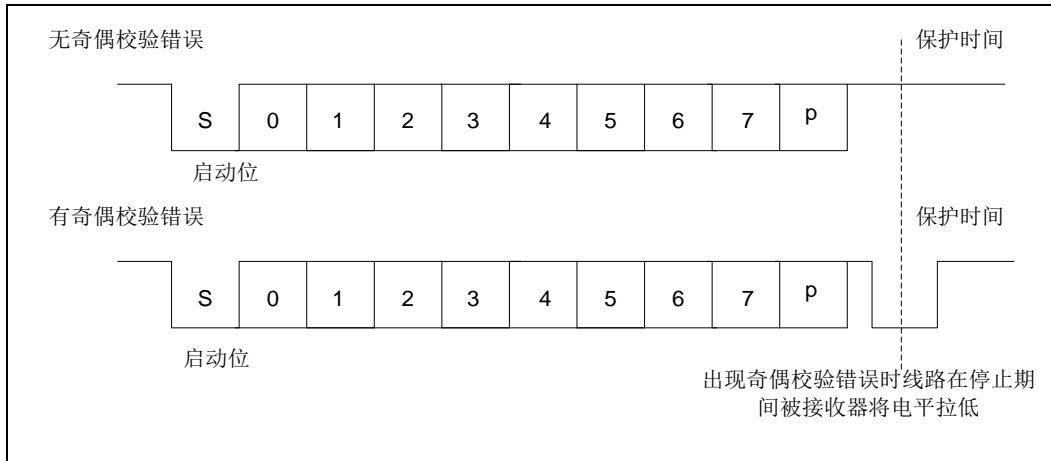 无奇偶校验错误
保护时间
S 0 1 2 3 4 5 6 7 p
启动位
有奇偶校验错误
保护时间
S 0 1 2 3 4 5 6 7 p
启动位
出现奇偶校验错误时线路在停止期
间被接收器将电平拉低